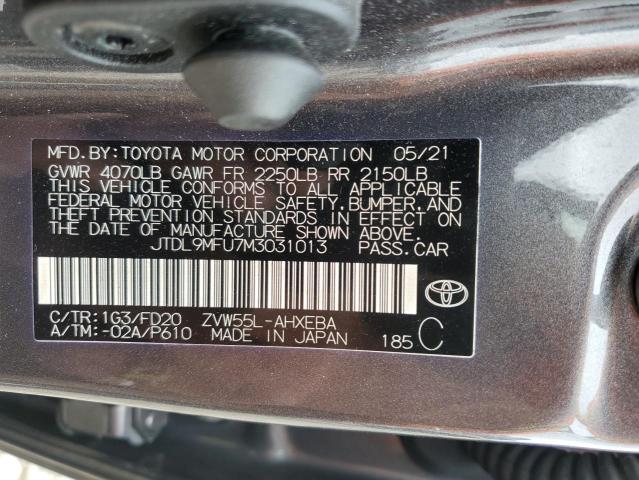 MFD.BY:TOYOTA MOTOR CORPORATION 05/21
GVWR 4070LB GAWR FR 2250LB RR 2150LB
THIS VEHICLE CONFORMS TO ALL APPLICABLE
FEDERAL MOTOR VEHICLE SAFETY,BUMPER,AND
THEFT PREVENTION STANDARDS IN EFFECT ON
THE DATE OF MANUFACTURE SHOWN ABOVE.
JTDL9MFU7M3031013 PASS.CAR
C/TR:1G3/FD20 ZVW55L-AHXEBA
A/TM:-02A/P610 MADE IN JAPAN 185 C